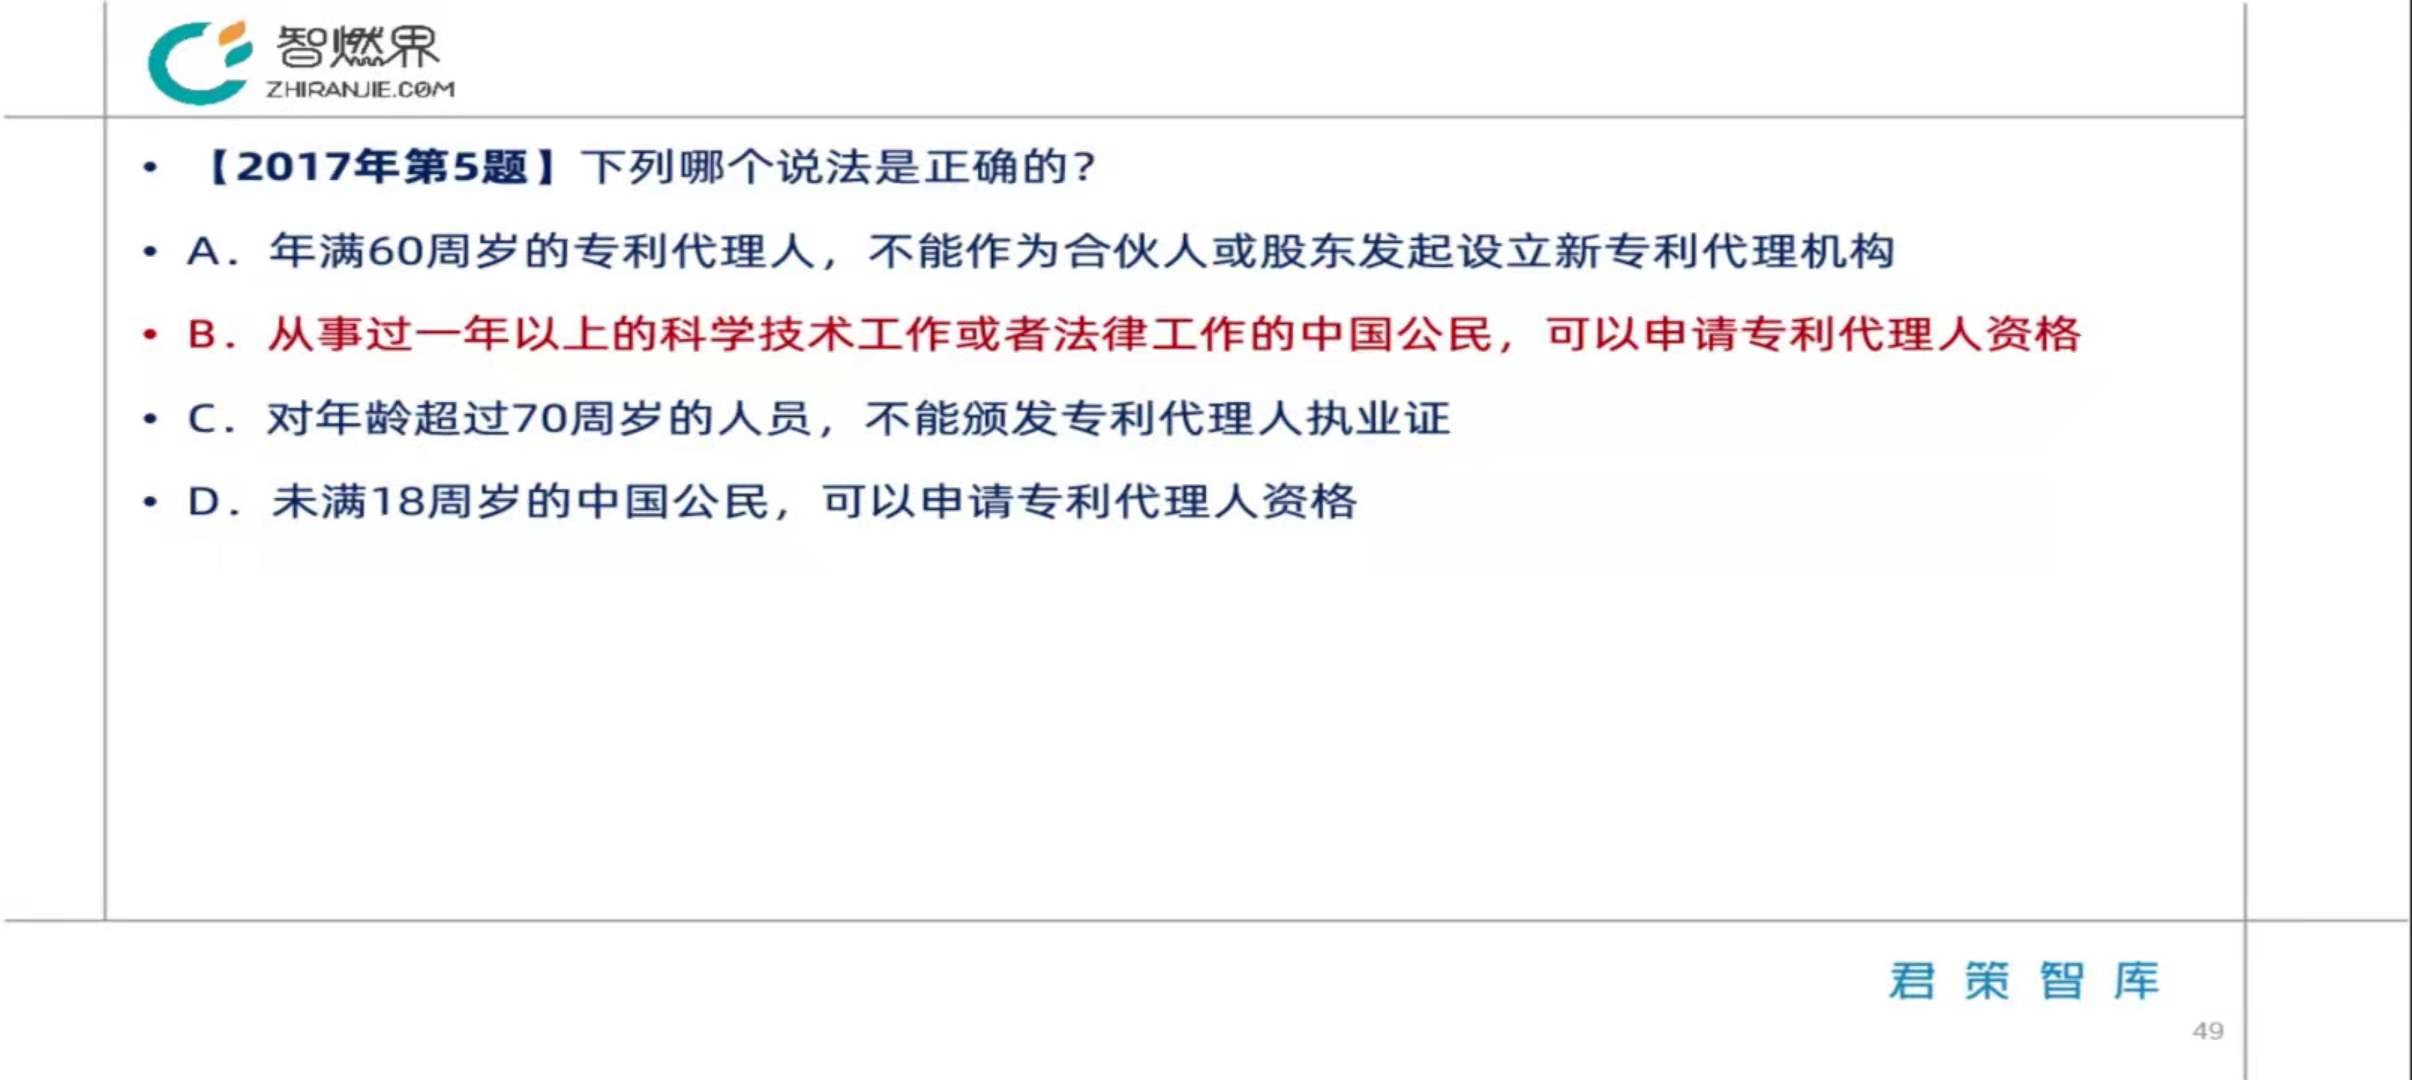 智燃界
ZHIRANJIE.COM
• 【2017年第5题】下列哪个说法是正确的?
• A. 年满60周岁的专利代理人，不能作为合伙人或股东发起设立新专利代理机构
• B. 从事过一年以上的科学技术工作或者法律工作的中国公民，可以申请专利代理人资格
• C. 对年龄超过70周岁的人员，不能颁发专利代理人执业证
• D. 未满18周岁的中国公民，可以申请专利代理人资格
君策智库
49